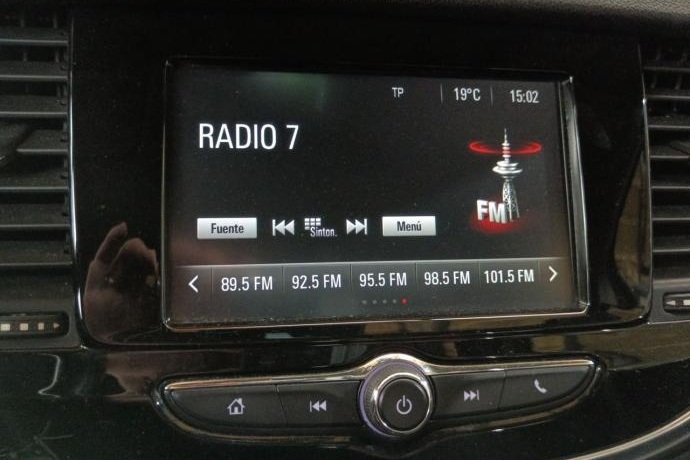 TP 19°C 15:02
RADIO 7
FM
Fuente Sinton. Menú
89.5 FM 92.5 FM 95.5 FM 98.5 FM 101.5 FM